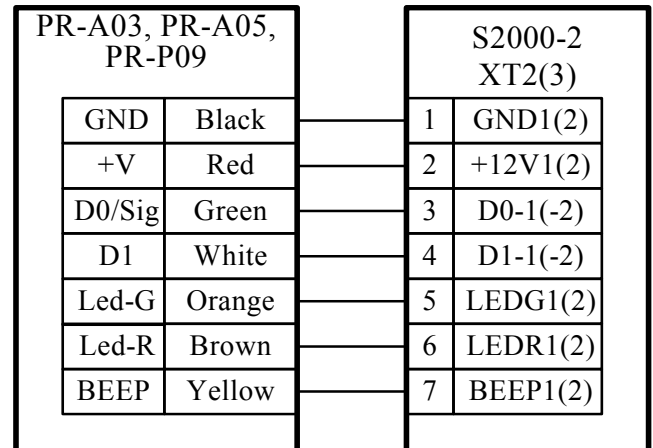 PR-A03, PR-A05,
PR-P09
S2000-2
XT2(3)
GND Black 1 GND1(2)
+V Red 2 +12V1(2)
D0/Sig Green 3 D0-1(-2)
D1 White 4 D1-1(-2)
Led-G Orange 5 LEDG1(2)
Led-R Brown 6 LEDR1(2)
BEEP Yellow 7 BEEP1(2)